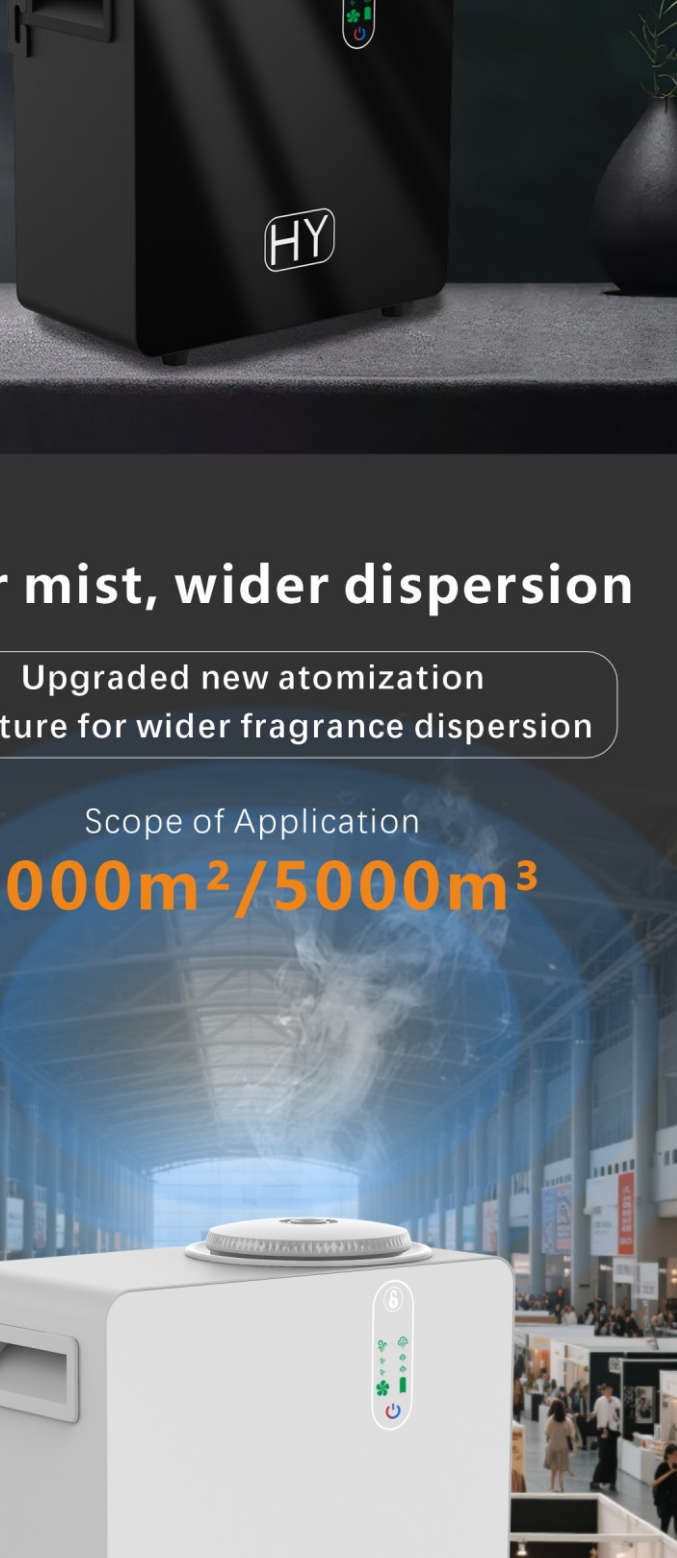 HY
r mist, wider dispersion
Upgraded new atomization
ture for wider fragrance dispersion
Scope of Application
000m²/5000m³